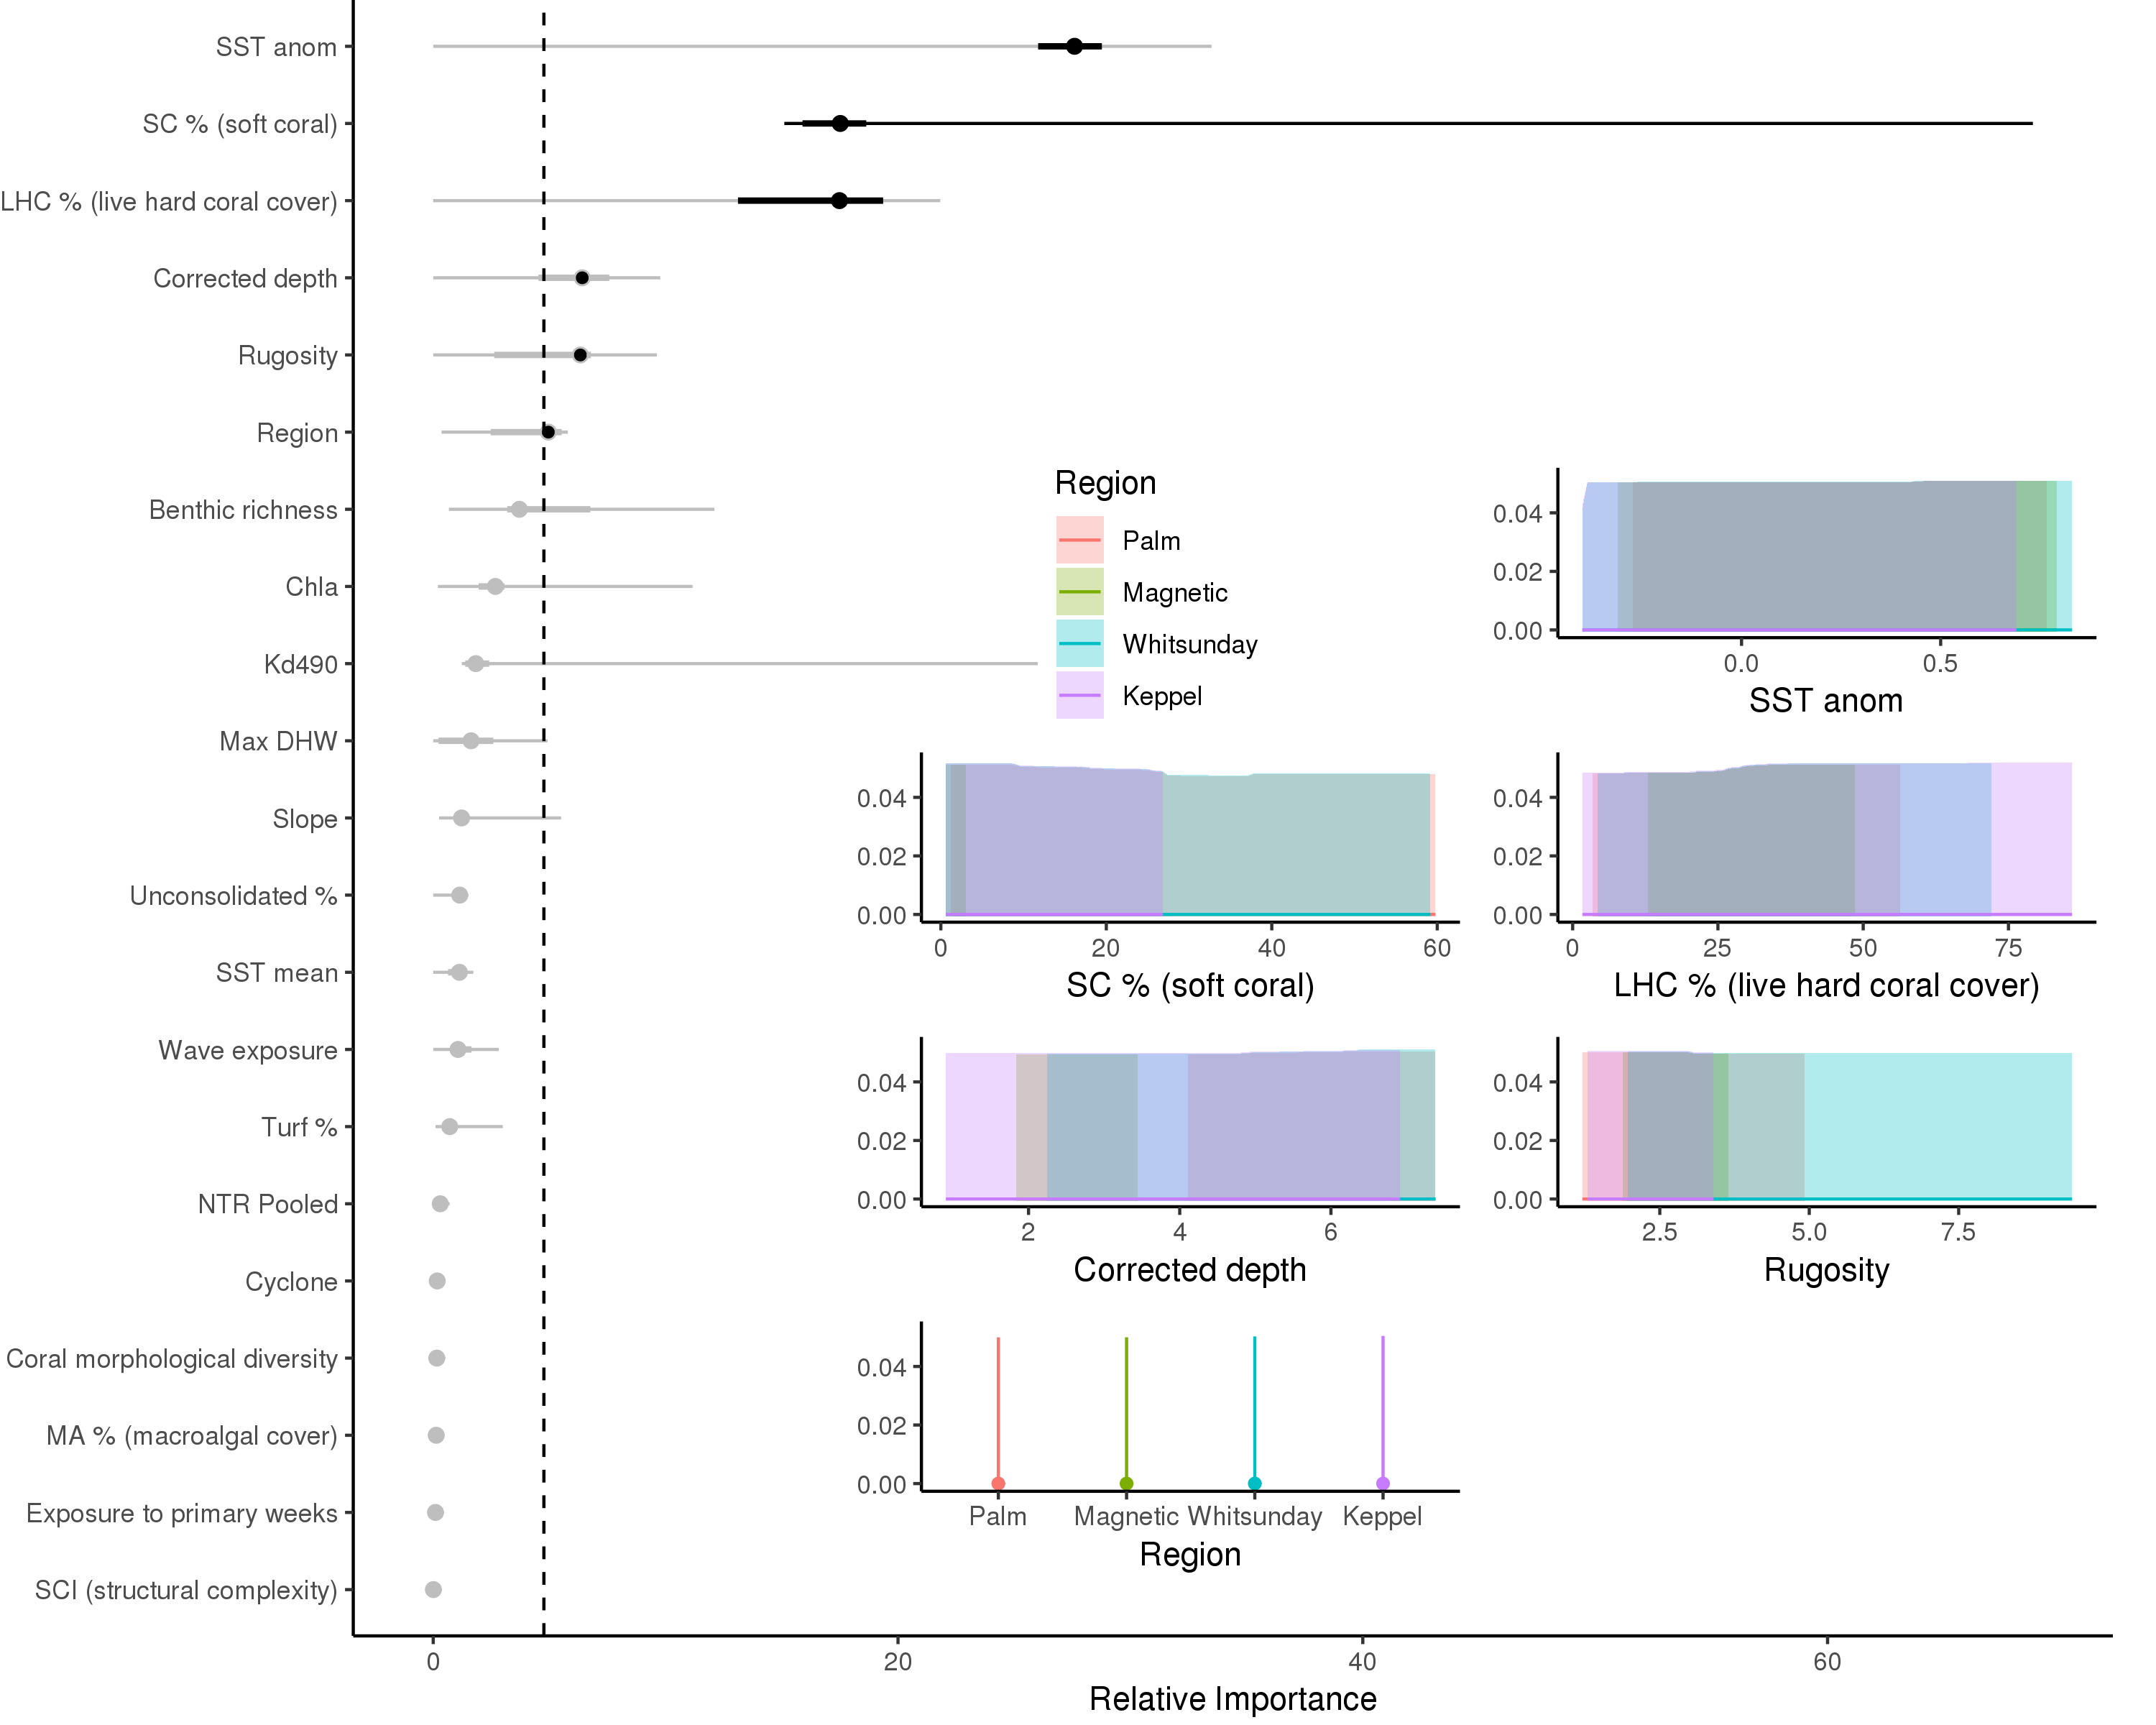 SST anom
SC % (soft coral)
LHC % (live hard coral cover)
Corrected depth
Rugosity
Region
Benthic richness
Chla
Kd490
Max DHW
Slope
Unconsolidated %
SST mean
Wave exposure
Turf %
NTR Pooled
Cyclone
Coral morphological diversity
MA % (macroalgal cover)
Exposure to primary weeks
SCI (structural complexity)
0 20 40 60
Relative Importance
Region
Palm
Magnetic
Whitsunday
Keppel
0.04
0.02
0.00
0.0 0.5
SST anom
0.04
0.02
0.00
0 20 40 60
SC % (soft coral)
0.04
0.02
0.00
0 25 50 75
LHC % (live hard coral cover)
0.04
0.02
0.00
2 4 6
Corrected depth
0.04
0.02
0.00
2.5 5.0 7.5
Rugosity
0.04
0.02
0.00
Palm Magnetic Whitsunday Keppel
Region